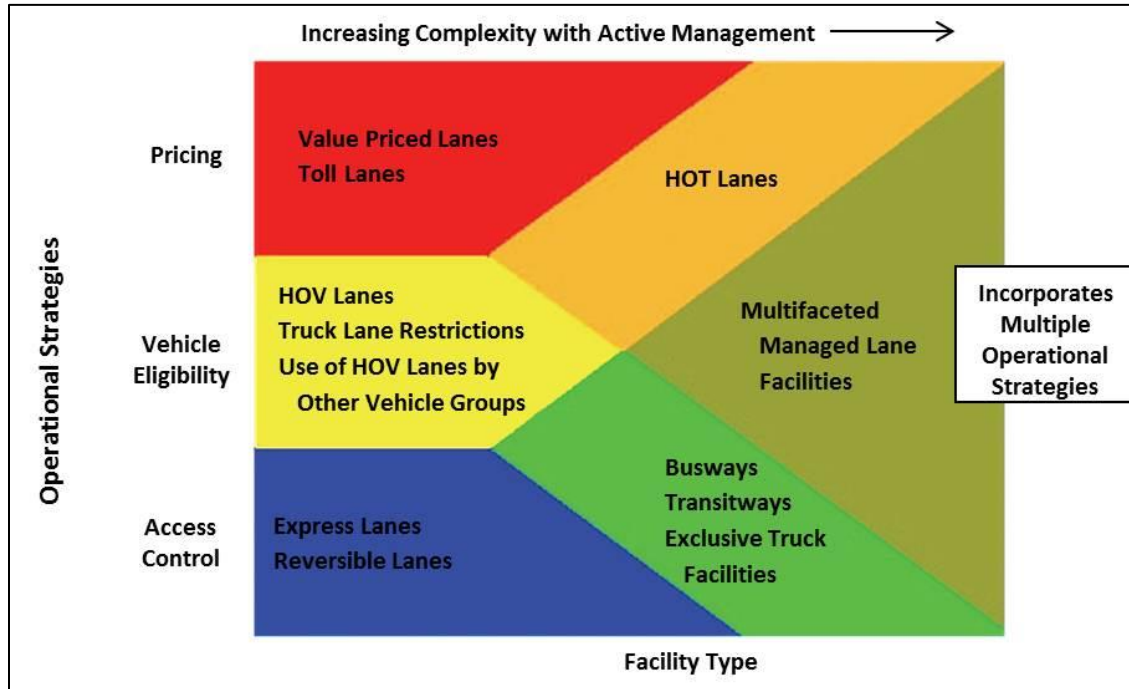 Increasing Complexity with Active Management
Operational Strategies
Pricing
Value Priced Lanes
Toll Lanes
HOT Lanes
Vehicle
Eligibility
HOV Lanes
Truck Lane Restrictions
Use of HOV Lanes by
Other Vehicle Groups
Multifaceted
Managed Lane
Facilities
Incorporates
Multiple
Operational
Strategies
Access
Control
Express Lanes
Reversible Lanes
Busways
Transitways
Exclusive Truck
Facilities
Facility Type